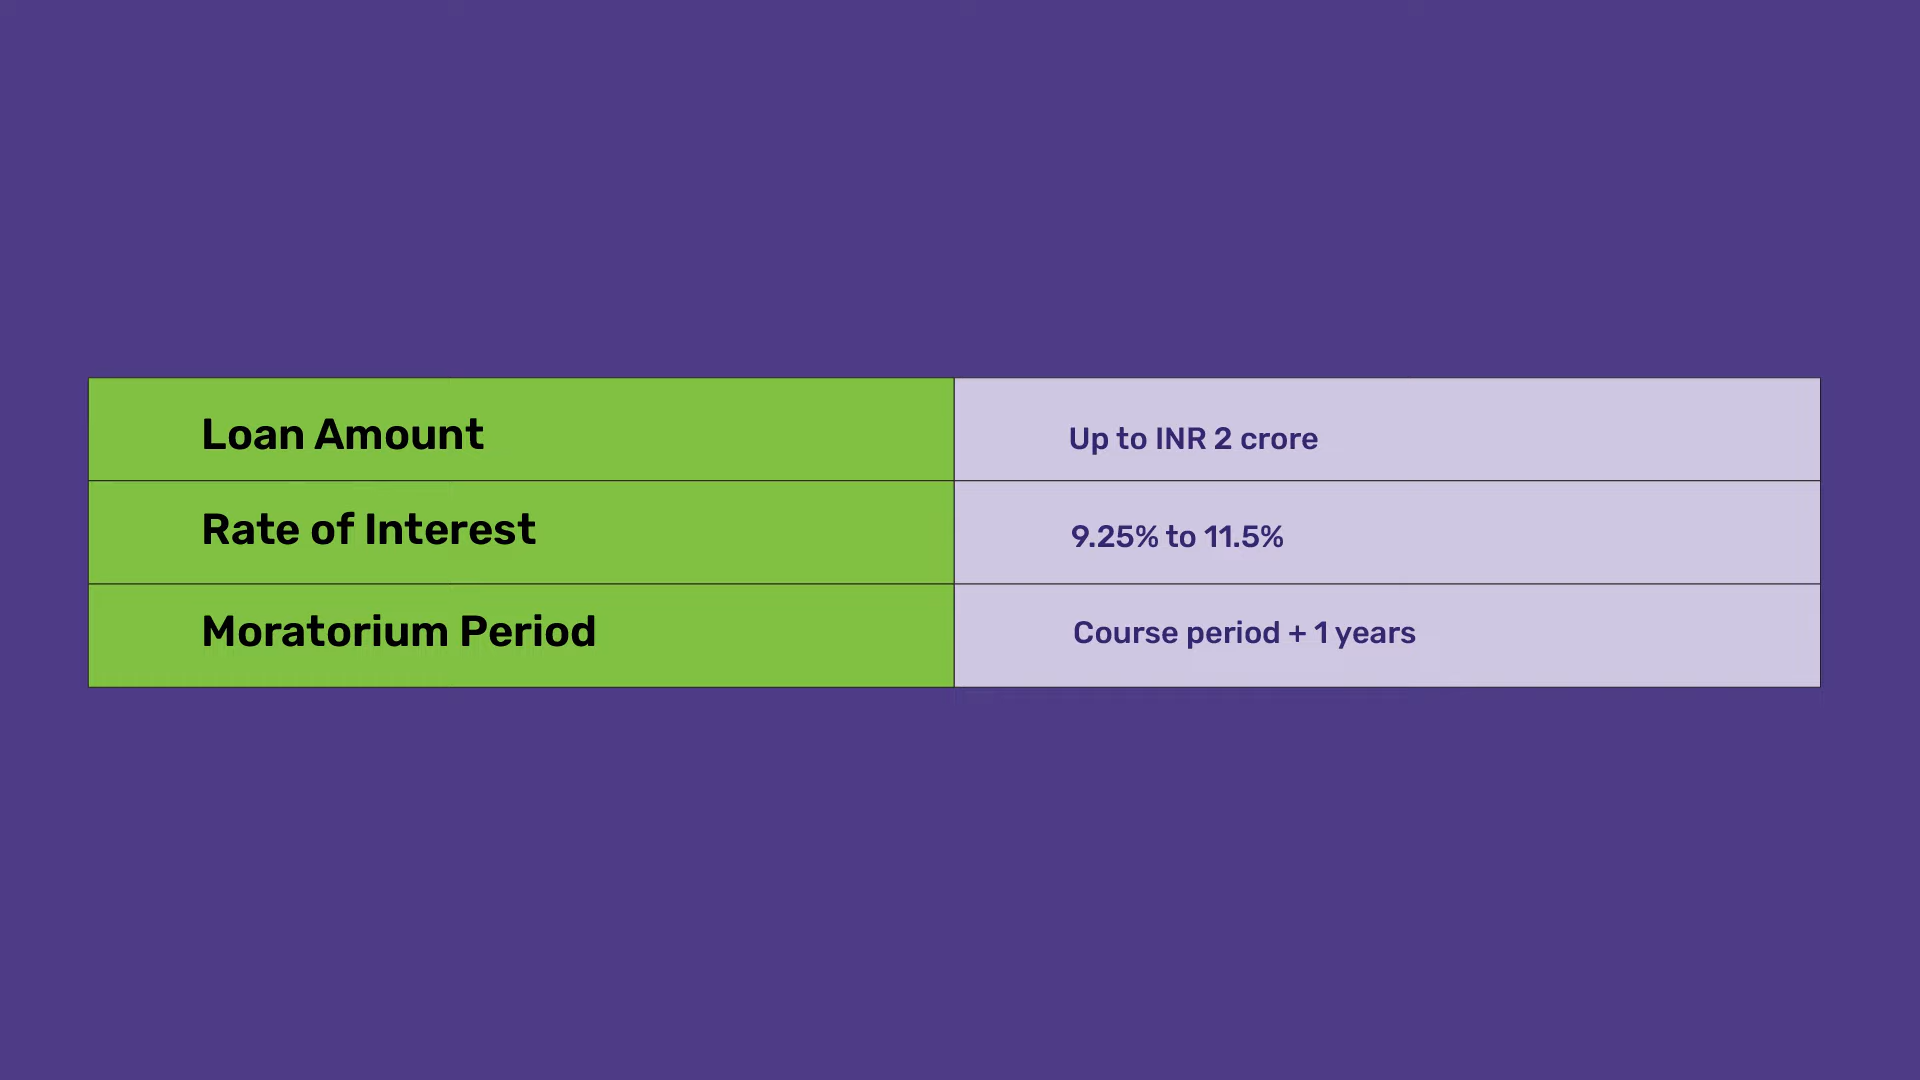 Loan Amount
Up to INR 2 crore
Rate of Interest
9.25% to 11.5%
Moratorium Period
Course period + 1 years